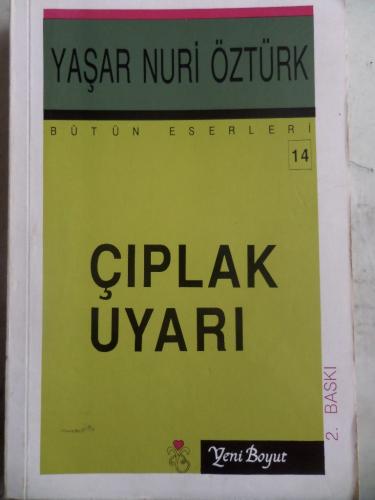 YAŞAR NURİ ÖZTÜRK
BÜTÜN ESERLERİ
14
ÇIPLAK
UYARI
2. BASKI
Yeni Boyut